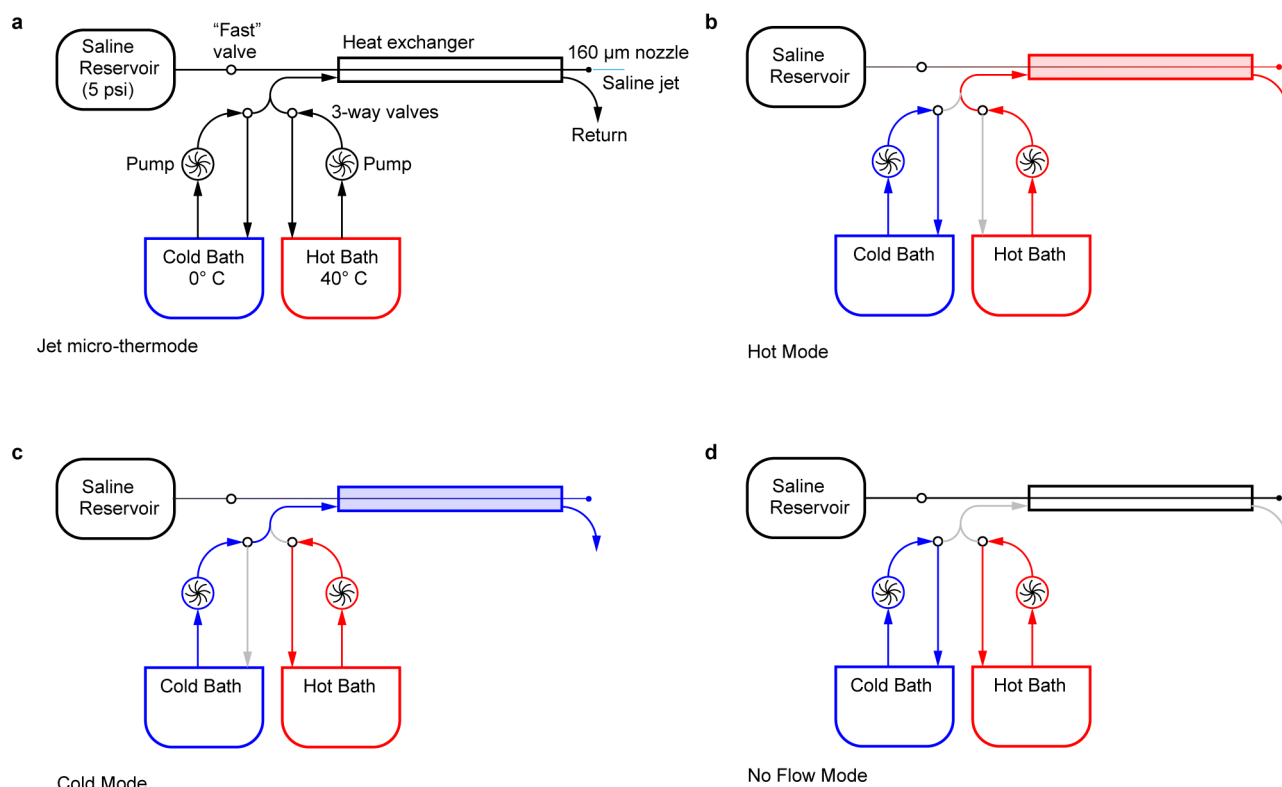 a
Saline
Reservoir
(5 psi)
“Fast”
valve
Heat exchanger
160 µm nozzle
Saline jet
3-way valves
Return
Pump
Pump
Cold Bath
0° C
Hot Bath
40° C
Jet micro-thermode
b
Saline
Reservoir
Cold Bath
Hot Bath
Hot Mode
c
Saline
Reservoir
Cold Bath
Hot Bath
Cold Mode
d
Saline
Reservoir
Cold Bath
Hot Bath
No Flow Mode